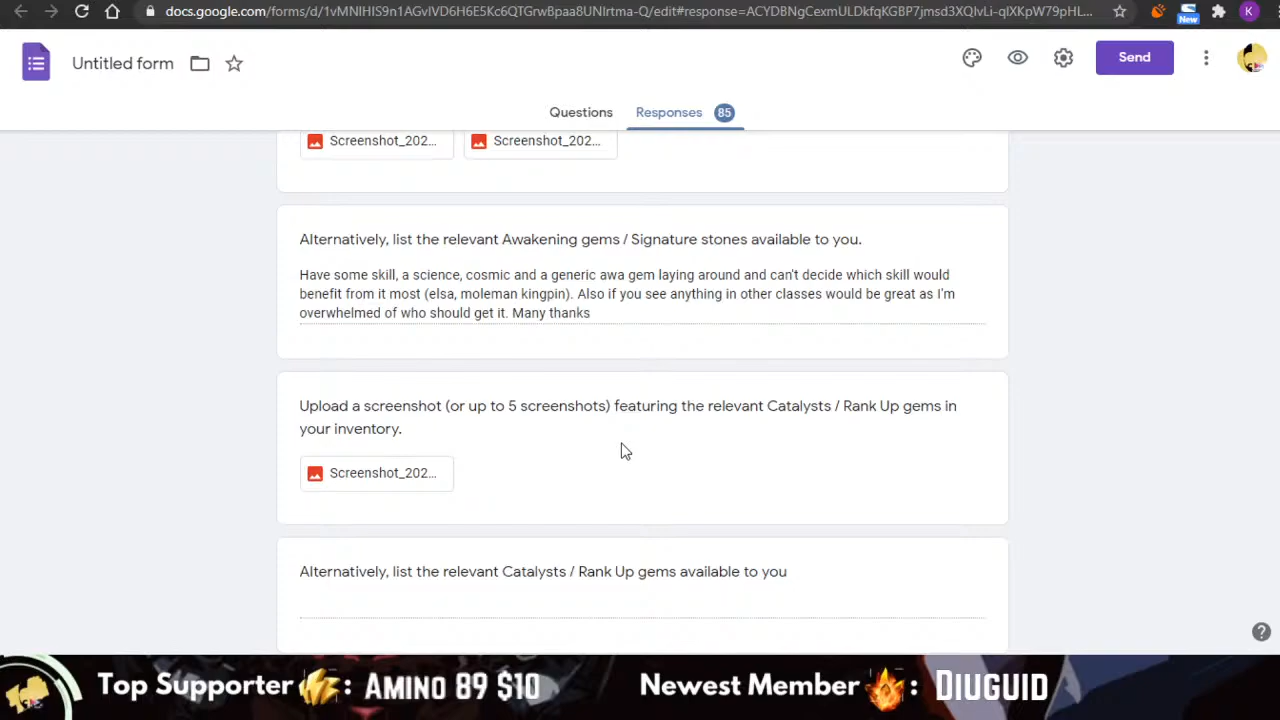 docs.google.com/forms/d/1vMNIHIS9n1AGvIVD6H6E5Kc6QTGrwBpaa8UNIrtma-Q/edit#response=ACYDBNgCexmULDkfqKGBP7jmsd3XQIvLi-qlXKpW79pHL...
New
K
Untitled form
Send
Questions
Responses 85
Screenshot_202... Screenshot_202...
Alternatively, list the relevant Awakening gems / Signature stones available to you.
Have some skill, a science, cosmic and a generic awa gem laying around and can't decide which skill would
benefit from it most (elsa, moleman kingpin). Also if you see anything in other classes would be great as I'm
overwhelmed of who should get it. Many thanks
Upload a screenshot (or up to 5 screenshots) featuring the relevant Catalysts / Rank Up gems in
your inventory.
Screenshot_202...
Alternatively, list the relevant Catalysts / Rank Up gems available to you
Top Supporter : Amino 89 $10
Newest Member : Diuguid